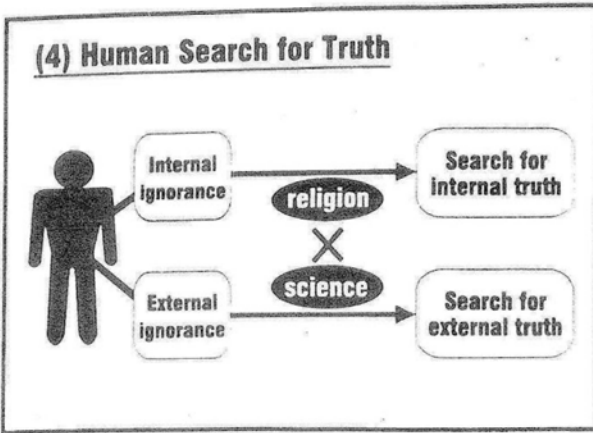 (4) Human Search for Truth
Internal
ignorance
religion
Search for
internal truth
×
science
External
ignorance
Search for
external truth